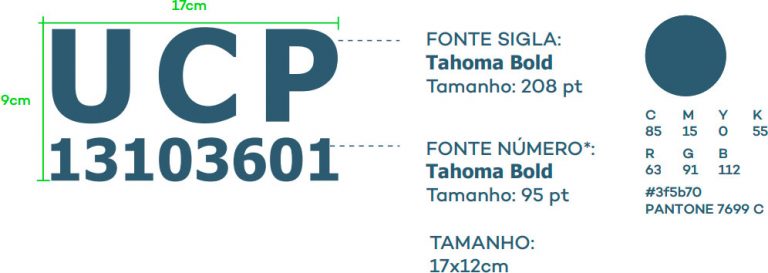 17cm
9cm
UCP
13103601
FONTE SIGLA:
Tahoma Bold
Tamanho: 208 pt
FONTE NÚMERO*:
Tahoma Bold
Tamanho: 95 pt
TAMANHO:
17x12cm
C M Y K
85 15 0 55
R G B
63 91 112
#3f5b70
PANTONE 7699 C